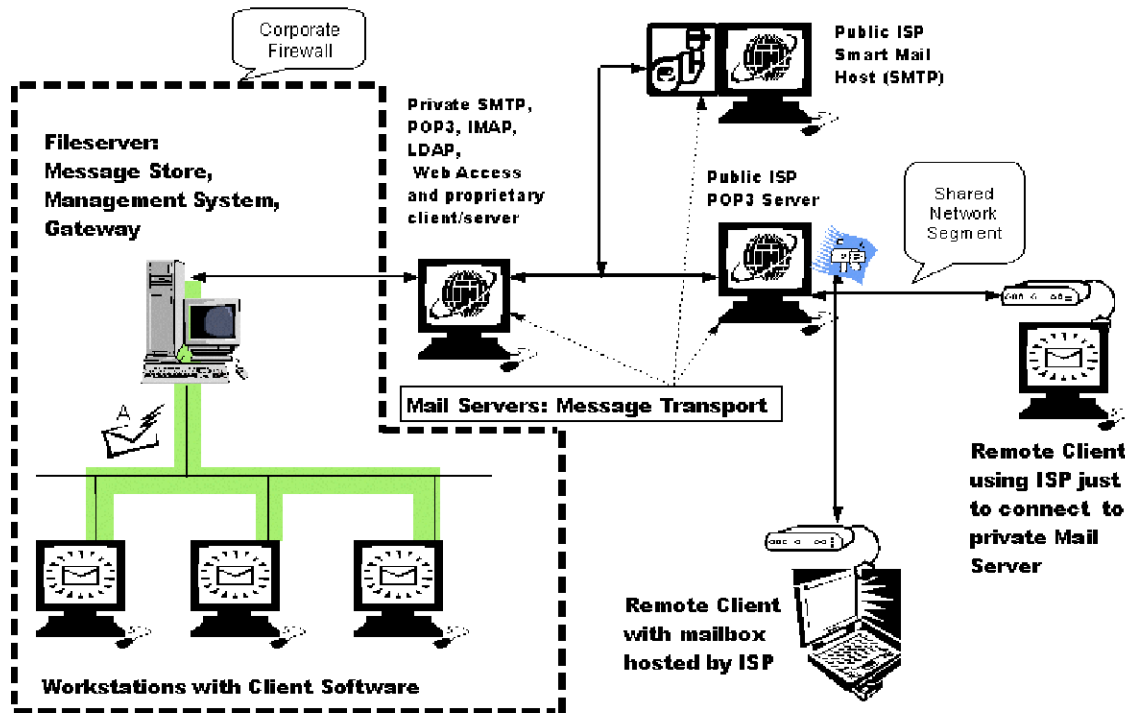 Corporate
Firewall
Public ISP
Smart Mail
Host (SMTP)
Private SMTP,
POP3, IMAP,
LDAP,
Web Access
and proprietary
client/server
Fileserver:
Message Store,
Management System,
Gateway
Public ISP
POP3 Server
Shared
Network
Segment
Mail Servers: Message Transport
A
Remote Client
using ISP just
to connect to
private Mail
Server
Remote Client
with mailbox
hosted by ISP
Workstations with Client Software